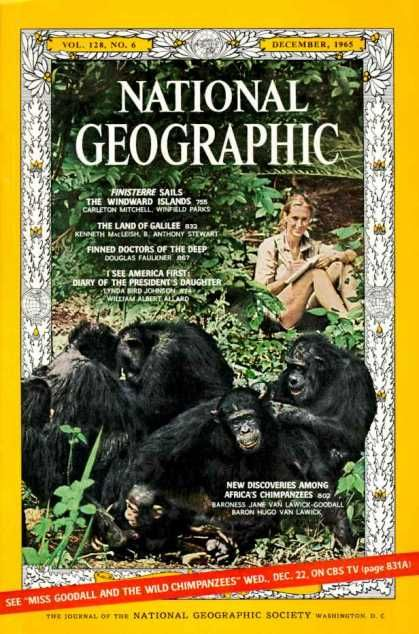 VOL. 128, NO. 6
DECEMBER, 1965
NATIONAL
GEOGRAPHIC
FINISTERRE SAILS
THE WINDWARD ISLANDS 755
CARLETON MITCHELL, WINFIELD PARKS
THE LAND OF GALILEE 832
KENNETH MacLEISH, B. ANTHONY STEWART
FINNED DOCTORS OF THE DEEP
DOUGLAS FAULKNER 867
I SEE AMERICA FIRST:
DIARY OF THE PRESIDENT'S DAUGHTER
LYNDA BIRD JOHNSON 874
WILLIAM ALBERT ALLARD
NEW DISCOVERIES AMONG
AFRICA'S CHIMPANZEES 802
BARONESS JANE VAN LAWICK-GOODALL
BARON HUGO VAN LAWICK
SEE "MISS GOODALL AND THE WILD CHIMPANZEES" WED., DEC. 22, ON CBS TV (page 831A)
THE JOURNAL OF THE NATIONAL GEOGRAPHIC SOCIETY WASHINGTON, D. C.